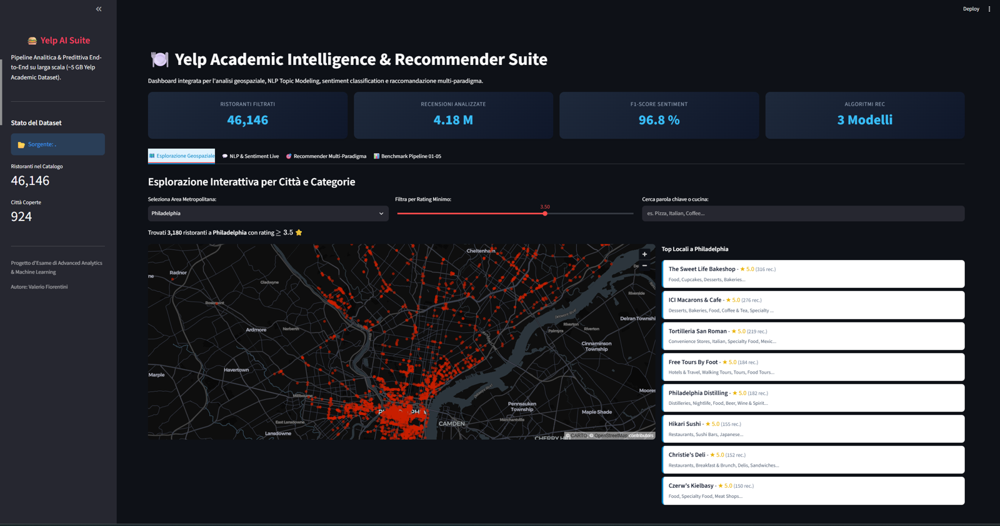 Deploy
🍔 Yelp AI Suite
Pipeline Analitica & Predittiva End-
to-End su larga scala (~5 GB Yelp
Academic Dataset).
Stato del Dataset
Sorgente: .
Ristoranti nel Catalogo
46,146
Città Coperte
924
Progetto d'Esame di Advanced Analytics
& Machine Learning
Autore: Valerio Fiorentini
Yelp Academic Intelligence & Recommender Suite
Dashboard integrata per l'analisi geospaziale, NLP Topic Modeling, sentiment classification e raccomandazione multi-paradigma.
RISTORANTI FILTRATI
46,146
RECENSIONI ANALIZZATE
4.18 M
F1-SCORE SENTIMENT
96.8 %
ALGORITMI REC
3 Modelli
Esplorazione Geospaziale
NLP & Sentiment Live
Recommender Multi-Paradigma
Benchmark Pipeline 01-05
Esplorazione Interattiva per Città e Categorie
Seleziona Area Metropolitana:
Philadelphia
Filtra per Rating Minimo:
3.50
Cerca parola chiave o cucina:
es. Pizza, Italian, Coffee...
Trovati 3,180 ristoranti a Philadelphia con rating ≥ 3.5 ⭐
Cheltenham
Radnor
Gladwyne
Rosemont
Riverside
Ardmore
Narberth
Delran Townshi
Delaware River
Riverton
Riverton
Palmyra
Cinnaminson
Township
Havertown
Marple
Millbourne
Moores
Delaware River
Pennsauken
Township
Maple Shade
Merchantville
East Lansdowne
CAMDEN
Lansdowne
CHERRY HIL
© CARTO, © OpenStreetMap contributors
Top Locali a Philadelphia
The Sweet Life Bakeshop - ★ 5.0 (316 rec.)
Food, Cupcakes, Desserts, Bakeries...
ICI Macarons & Cafe - ★ 5.0 (276 rec.)
Desserts, Bakeries, Food, Coffee & Tea, Specialty ...
Tortilleria San Roman - ★ 5.0 (219 rec.)
Convenience Stores, Italian, Specialty Food, Mexic...
Free Tours By Foot - ★ 5.0 (184 rec.)
Hotels & Travel, Walking Tours, Tours, Food Tours...
Philadelphia Distilling - ★ 5.0 (182 rec.)
Distilleries, Nightlife, Food, Beer, Wine & Spirit...
Hikari Sushi - ★ 5.0 (155 rec.)
Restaurants, Sushi Bars, Japanese...
Christie's Deli - ★ 5.0 (152 rec.)
Restaurants, Breakfast & Brunch, Delis, Sandwiches...
Czerw's Kielbasy - ★ 5.0 (150 rec.)
Food, Specialty Food, Meat Shops...